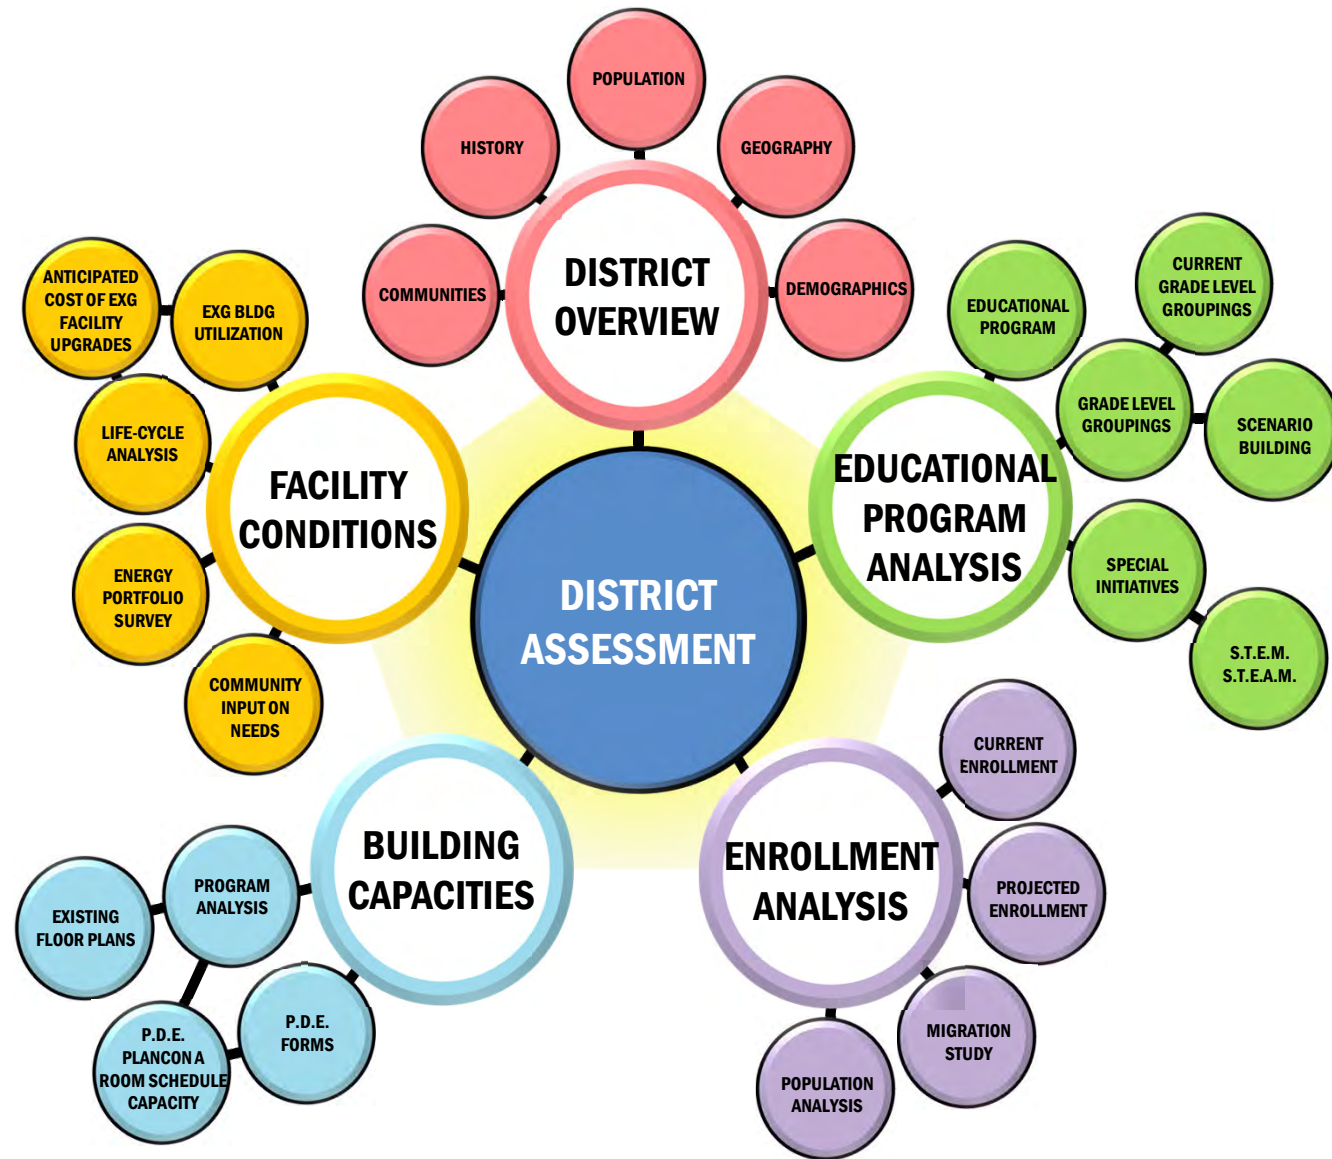 POPULATION
HISTORY
GEOGRAPHY
COMMUNITIES
DEMOGRAPHICS
DISTRICT
OVERVIEW
ANTICIPATED
COST OF EXG
FACILITY
UPGRADES
EXG BLDG
UTILIZATION
LIFE-CYCLE
ANALYSIS
ENERGY
PORTFOLIO
SURVEY
COMMUNITY
INPUT ON
NEEDS
FACILITY
CONDITIONS
EDUCATIONAL
PROGRAM
CURRENT
GRADE LEVEL
GROUPINGS
GRADE LEVEL
GROUPINGS
SCENARIO
BUILDING
SPECIAL
INITIATIVES
S.T.E.M.
S.T.E.A.M.
EDUCATIONAL
PROGRAM
ANALYSIS
DISTRICT
ASSESSMENT
BUILDING
CAPACITIES
PROGRAM
ANALYSIS
EXISTING
FLOOR PLANS
P.D.E.
PLANCON A
ROOM SCHEDULE
CAPACITY
P.D.E.
FORMS
ENROLLMENT
ANALYSIS
CURRENT
ENROLLMENT
PROJECTED
ENROLLMENT
MIGRATION
STUDY
POPULATION
ANALYSIS